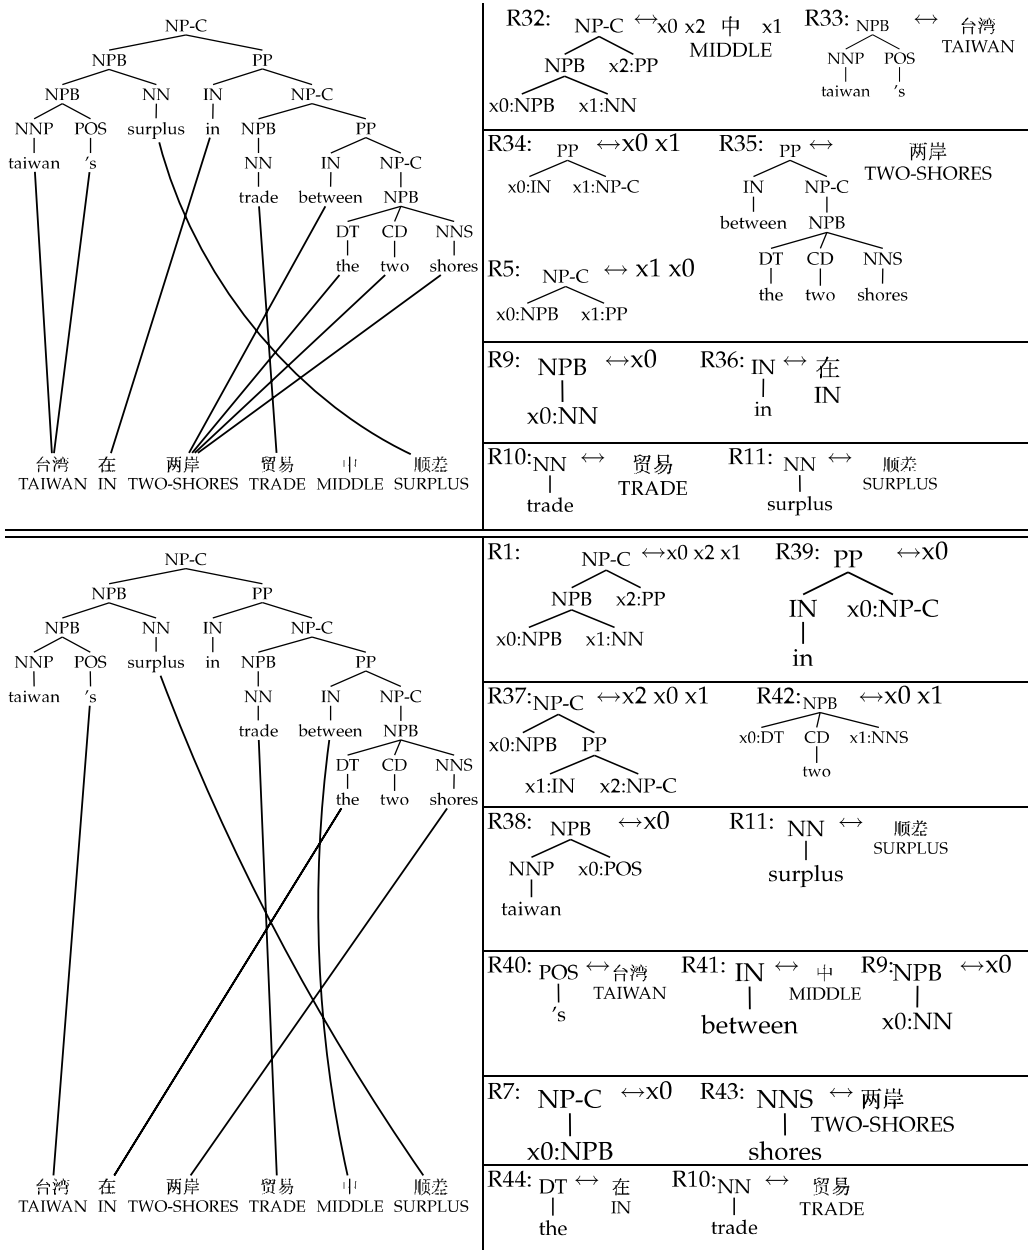 NP-C
NPB PP
NPB NN IN NP-C
NNP POS surplus in NPB PP
taiwan 's NN IN NP-C
trade between NPB
DT CD NNS
the two shores
台湾 在 两岸 贸易 中 顺差
TAIWAN IN TWO-SHORES TRADE MIDDLE SURPLUS
R32: NP-C ↔x0 x2 中 x1
MIDDLE
NPB x2:PP
x0:NPB x1:NN
R33: NPB ↔ 台湾
TAIWAN
NNP POS
taiwan 's
R34: PP ↔x0 x1
x0:IN x1:NP-C
R35: PP ↔ 两岸
TWO-SHORES
IN NP-C
between NPB
DT CD NNS
the two shores
R5: NP-C ↔ x1 x0
x0:NPB x1:PP
R9: NPB ↔x0
x0:NN
R36: IN ↔ 在
in IN
R10: NN ↔ 贸易
TRADE
trade
R11: NN ↔ 顺差
SURPLUS
surplus
NP-C
NPB PP
NPB NN IN NP-C
NNP POS surplus in NPB PP
taiwan 's NN IN NP-C
trade between NPB
DT CD NNS
the two shores
台湾 在 两岸 贸易 中 顺差
TAIWAN IN TWO-SHORES TRADE MIDDLE SURPLUS
R1: NP-C ↔x0 x2 x1
NPB x2:PP
x0:NPB x1:NN
R39: PP ↔x0
IN x0:NP-C
in
R37: NP-C ↔x2 x0 x1
x0:NPB PP
x1:IN x2:NP-C
R42: NPB ↔x0 x1
x0:DT CD x1:NNS
two
R38: NPB ↔x0
NNP x0:POS
taiwan
R11: NN ↔ 顺差
SURPLUS
surplus
R40: POS ↔台湾
TAIWAN
's
R41: IN ↔ 中
MIDDLE
between
R9: NPB ↔x0
x0:NN
R7: NP-C ↔x0
x0:NPB
R43: NNS ↔ 两岸
TWO-SHORES
shores
R44: DT ↔ 在
IN
the
R10: NN ↔ 贸易
TRADE
trade